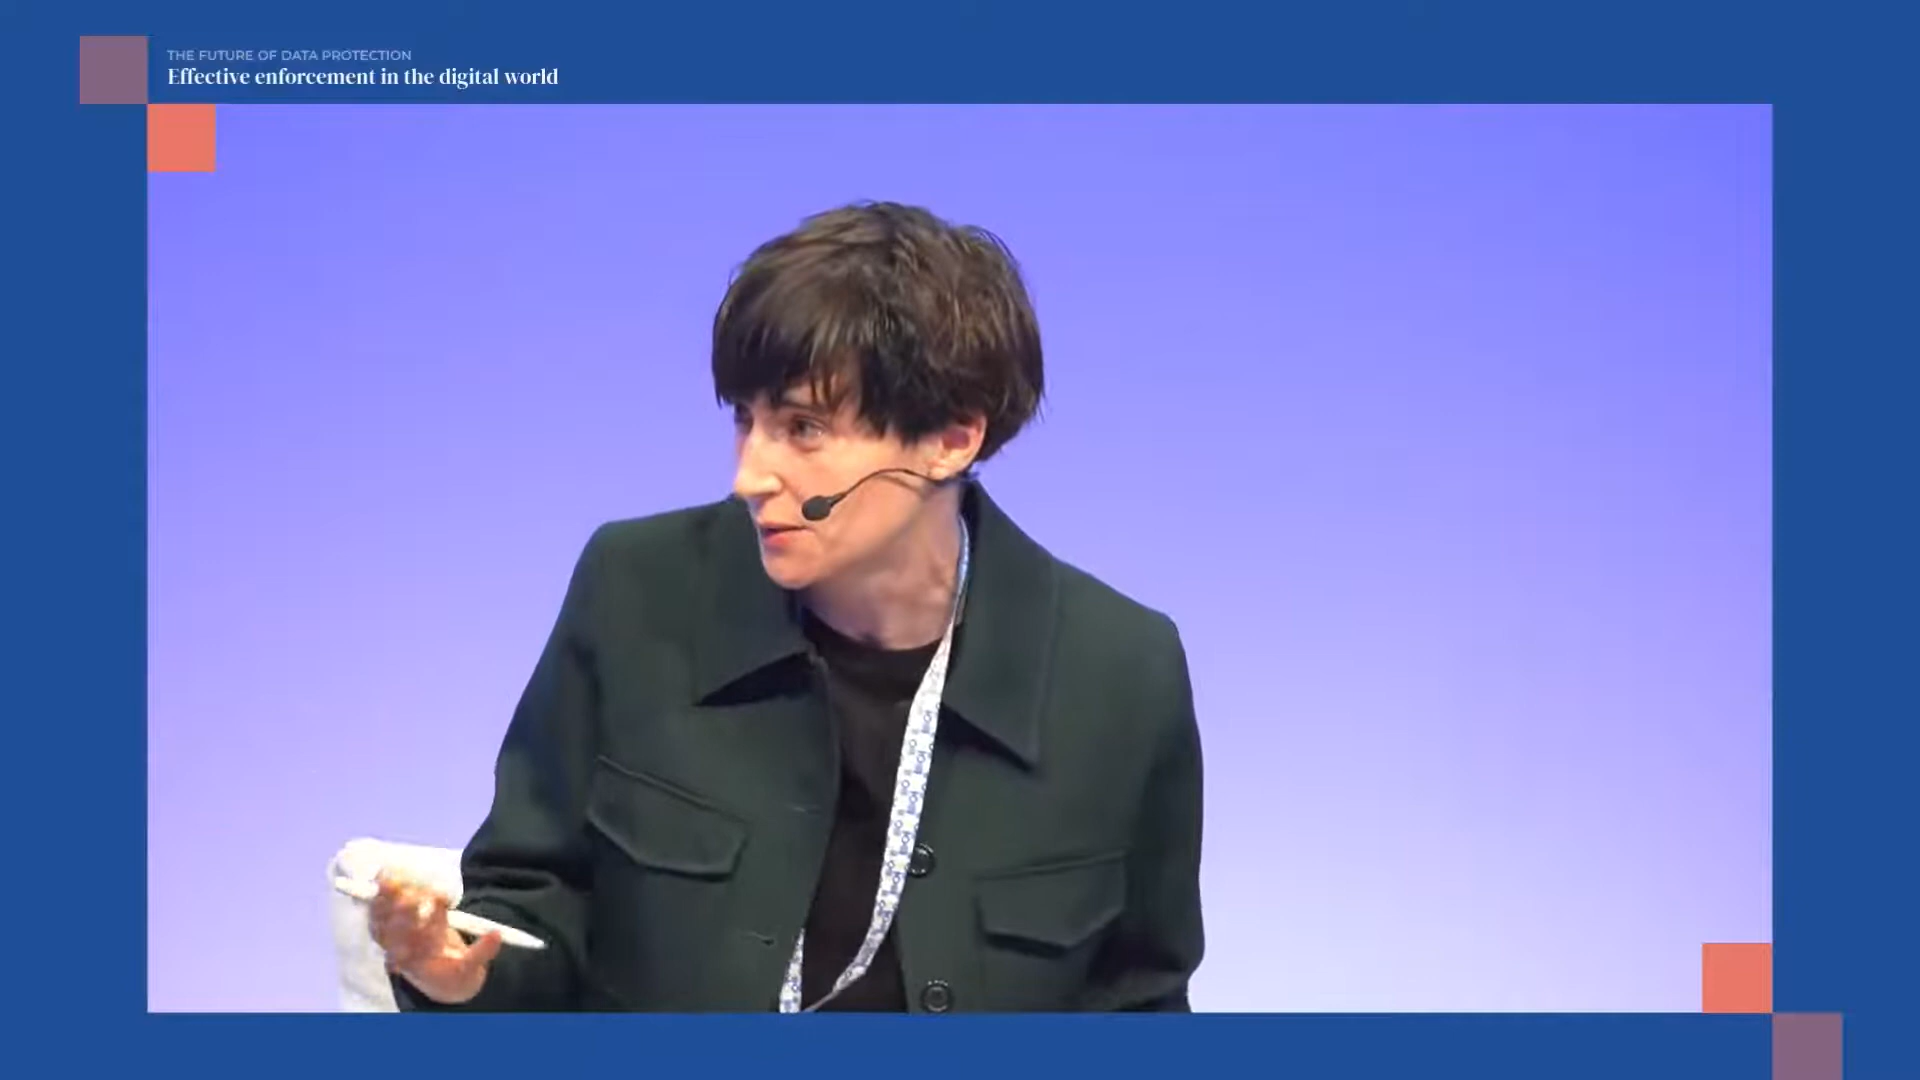 THE FUTURE OF DATA PROTECTION
Effective enforcement in the digital world